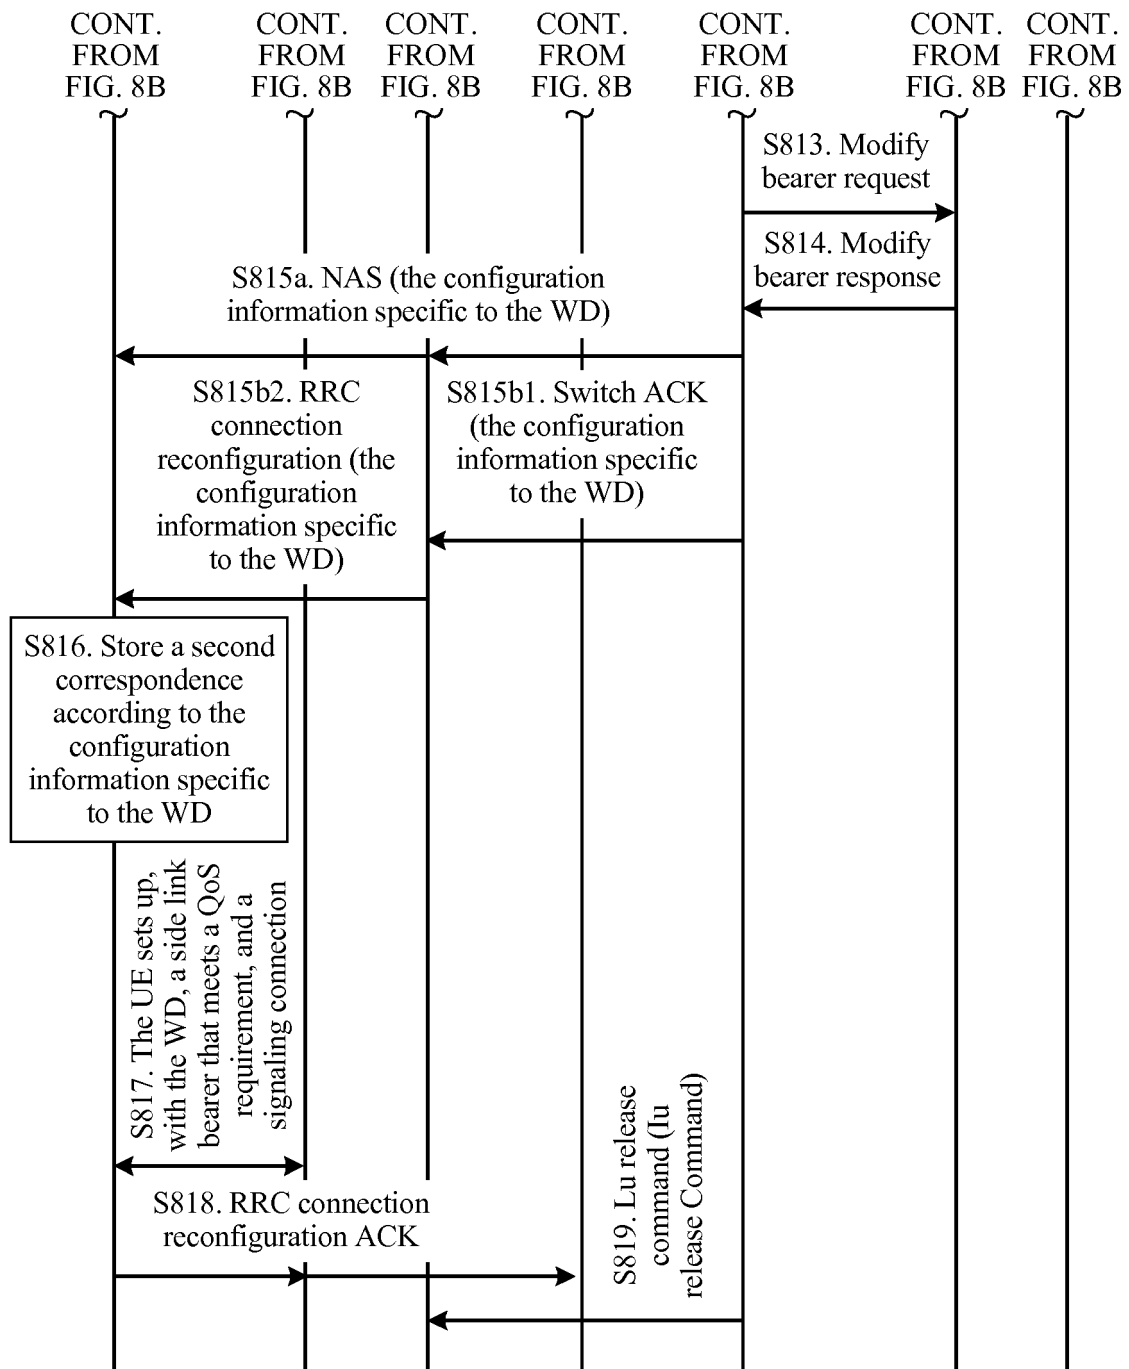 CONT.
FROM
FIG. 8B
CONT.
FROM
FIG. 8B
CONT.
FROM
FIG. 8B
CONT.
FROM
FIG. 8B
CONT.
FROM
FIG. 8B
CONT.
FROM
FIG. 8B
CONT.
FROM
FIG. 8B
S813. Modify
bearer request
S814. Modify
bearer response
S815a. NAS (the configuration
information specific to the WD)
S815b2. RRC
connection
reconfiguration (the
configuration
information specific
to the WD)
S815b1. Switch ACK
(the configuration
information specific
to the WD)
S816. Store a second
correspondence
according to the
configuration
information specific
to the WD
S817. The UE sets up,
with the WD, a side link
bearer that meets a QoS
requirement, and a
signaling connection
S818. RRC connection
reconfiguration ACK
S819. Lu release
command (Iu
release Command)